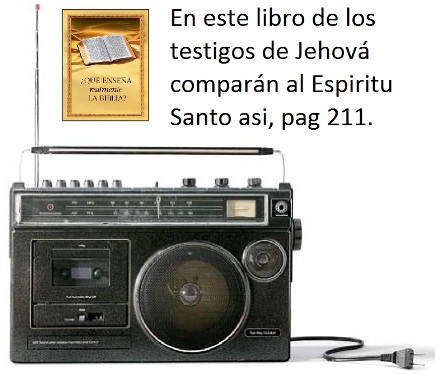 En este libro de los
testigos de Jehová
comparán al Espiritu
Santo asi, pag 211.
¿QUÉ ENSEÑA
realmente
LA BIBLIA?